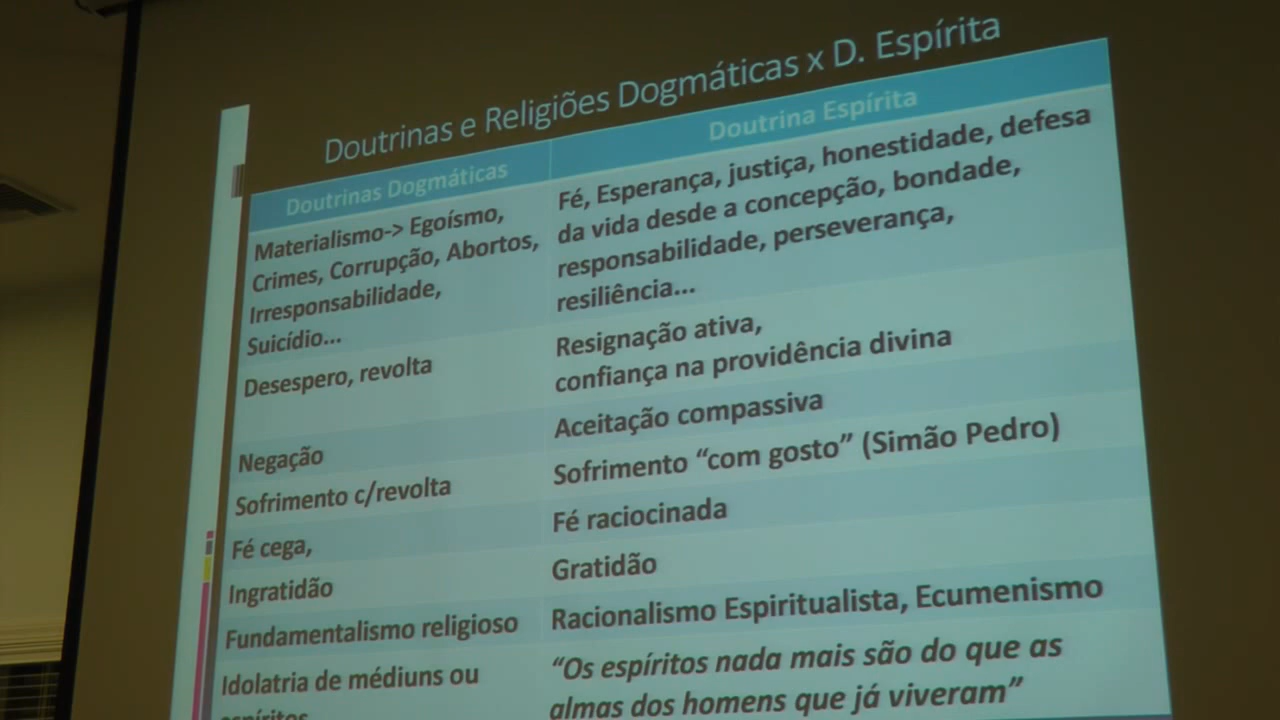 Doutrinas e Religiões Dogmáticas x D. Espírita
Doutrinas Dogmáticas
Doutrina Espírita
Materialismo-> Egoísmo,
Crimes, Corrupção, Abortos,
Irresponsabilidade,
Suicídio...
Fé, Esperança, justiça, honestidade, defesa
da vida desde a concepção, bondade,
responsabilidade, perseverança,
resiliência...
Desespero, revolta
Resignação ativa,
confiança na providência divina
Negação
Aceitação compassiva
Sofrimento c/revolta
Sofrimento “com gosto” (Simão Pedro)
Fé cega,
Fé raciocinada
Ingratidão
Gratidão
Fundamentalismo religioso
Racionalismo Espiritualista, Ecumenismo
Idolatria de médiuns ou
espíritos
“Os espíritos nada mais são do que as
almas dos homens que já viveram”